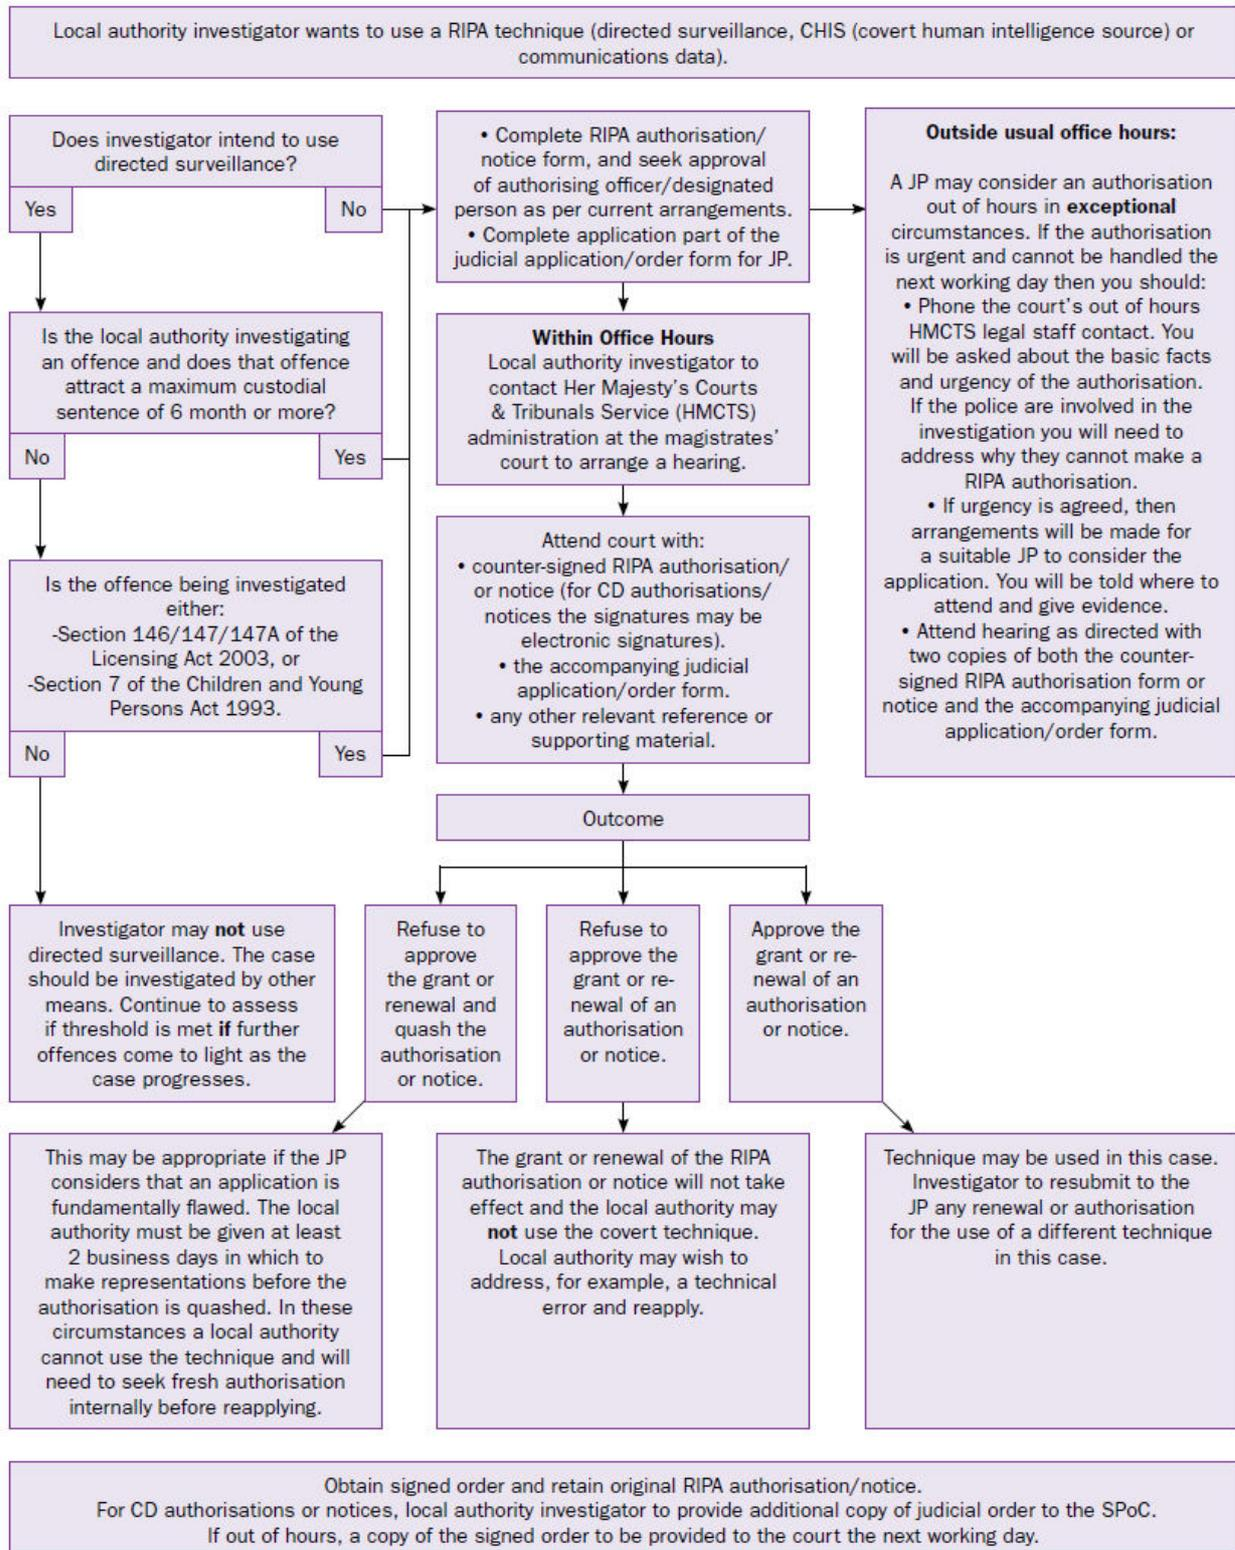 Local authority investigator wants to use a RIPA technique (directed surveillance, CHIS (covert human intelligence source) or
communications data).
Does investigator intend to use
directed surveillance?
Yes
No
Is the local authority investigating
an offence and does that offence
attract a maximum custodial
sentence of 6 month or more?
No
Yes
Is the offence being investigated
either:
-Section 146/147/147A of the
Licensing Act 2003, or
-Section 7 of the Children and Young
Persons Act 1993.
No
Yes
Investigator may not use
directed surveillance. The case
should be investigated by other
means. Continue to assess
if threshold is met if further
offences come to light as the
case progresses.
• Complete RIPA authorisation/
notice form, and seek approval
of authorising officer/designated
person as per current arrangements.
• Complete application part of the
judicial application/order form for JP.
Within Office Hours
Local authority investigator to
contact Her Majesty's Courts
& Tribunals Service (HMCTS)
administration at the magistrates'
court to arrange a hearing.
Attend court with:
• counter-signed RIPA authorisation/
or notice (for CD authorisations/
notices the signatures may be
electronic signatures).
• the accompanying judicial
application/order form.
• any other relevant reference or
supporting material.
Outside usual office hours:
A JP may consider an authorisation
out of hours in exceptional
circumstances. If the authorisation
is urgent and cannot be handled the
next working day then you should:
• Phone the court's out of hours
HMCTS legal staff contact. You
will be asked about the basic facts
and urgency of the authorisation.
If the police are involved in the
investigation you will need to
address why they cannot make a
RIPA authorisation.
• If urgency is agreed, then
arrangements will be made for
a suitable JP to consider the
application. You will be told where to
attend and give evidence.
• Attend hearing as directed with
two copies of both the counter-
signed RIPA authorisation form or
notice and the accompanying judicial
application/order form.
Outcome
Refuse to
approve
the grant or
renewal and
quash the
authorisation
or notice.
Refuse to
approve the
grant or re-
newal of an
authorisation
or notice.
Approve the
grant or re-
newal of an
authorisation
or notice.
This may be appropriate if the JP
considers that an application is
fundamentally flawed. The local
authority must be given at least
2 business days in which to
make representations before the
authorisation is quashed. In these
circumstances a local authority
cannot use the technique and will
need to seek fresh authorisation
internally before reapplying.
The grant or renewal of the RIPA
authorisation or notice will not take
effect and the local authority may
not use the covert technique.
Local authority may wish to
address, for example, a technical
error and reapply.
Technique may be used in this case.
Investigator to resubmit to the
JP any renewal or authorisation
for the use of a different technique
in this case.
Obtain signed order and retain original RIPA authorisation/notice.
For CD authorisations or notices, local authority investigator to provide additional copy of judicial order to the SPoC.
If out of hours, a copy of the signed order to be provided to the court the next working day.